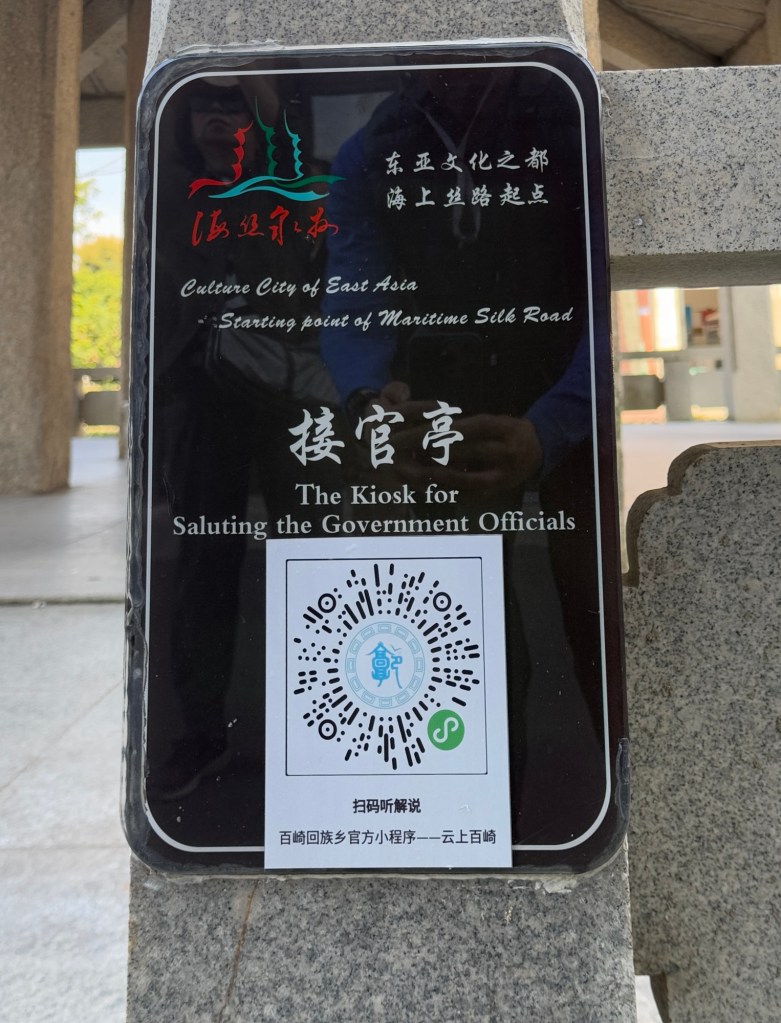 海丝泉州
东亚文化之都
海上丝路起点
Culture City of East Asia
Starting point of Maritime Silk Road
接官亭
The Kiosk for
Saluting the Government Officials
扫码听解说
百崎回族乡官方小程序——云上百崎